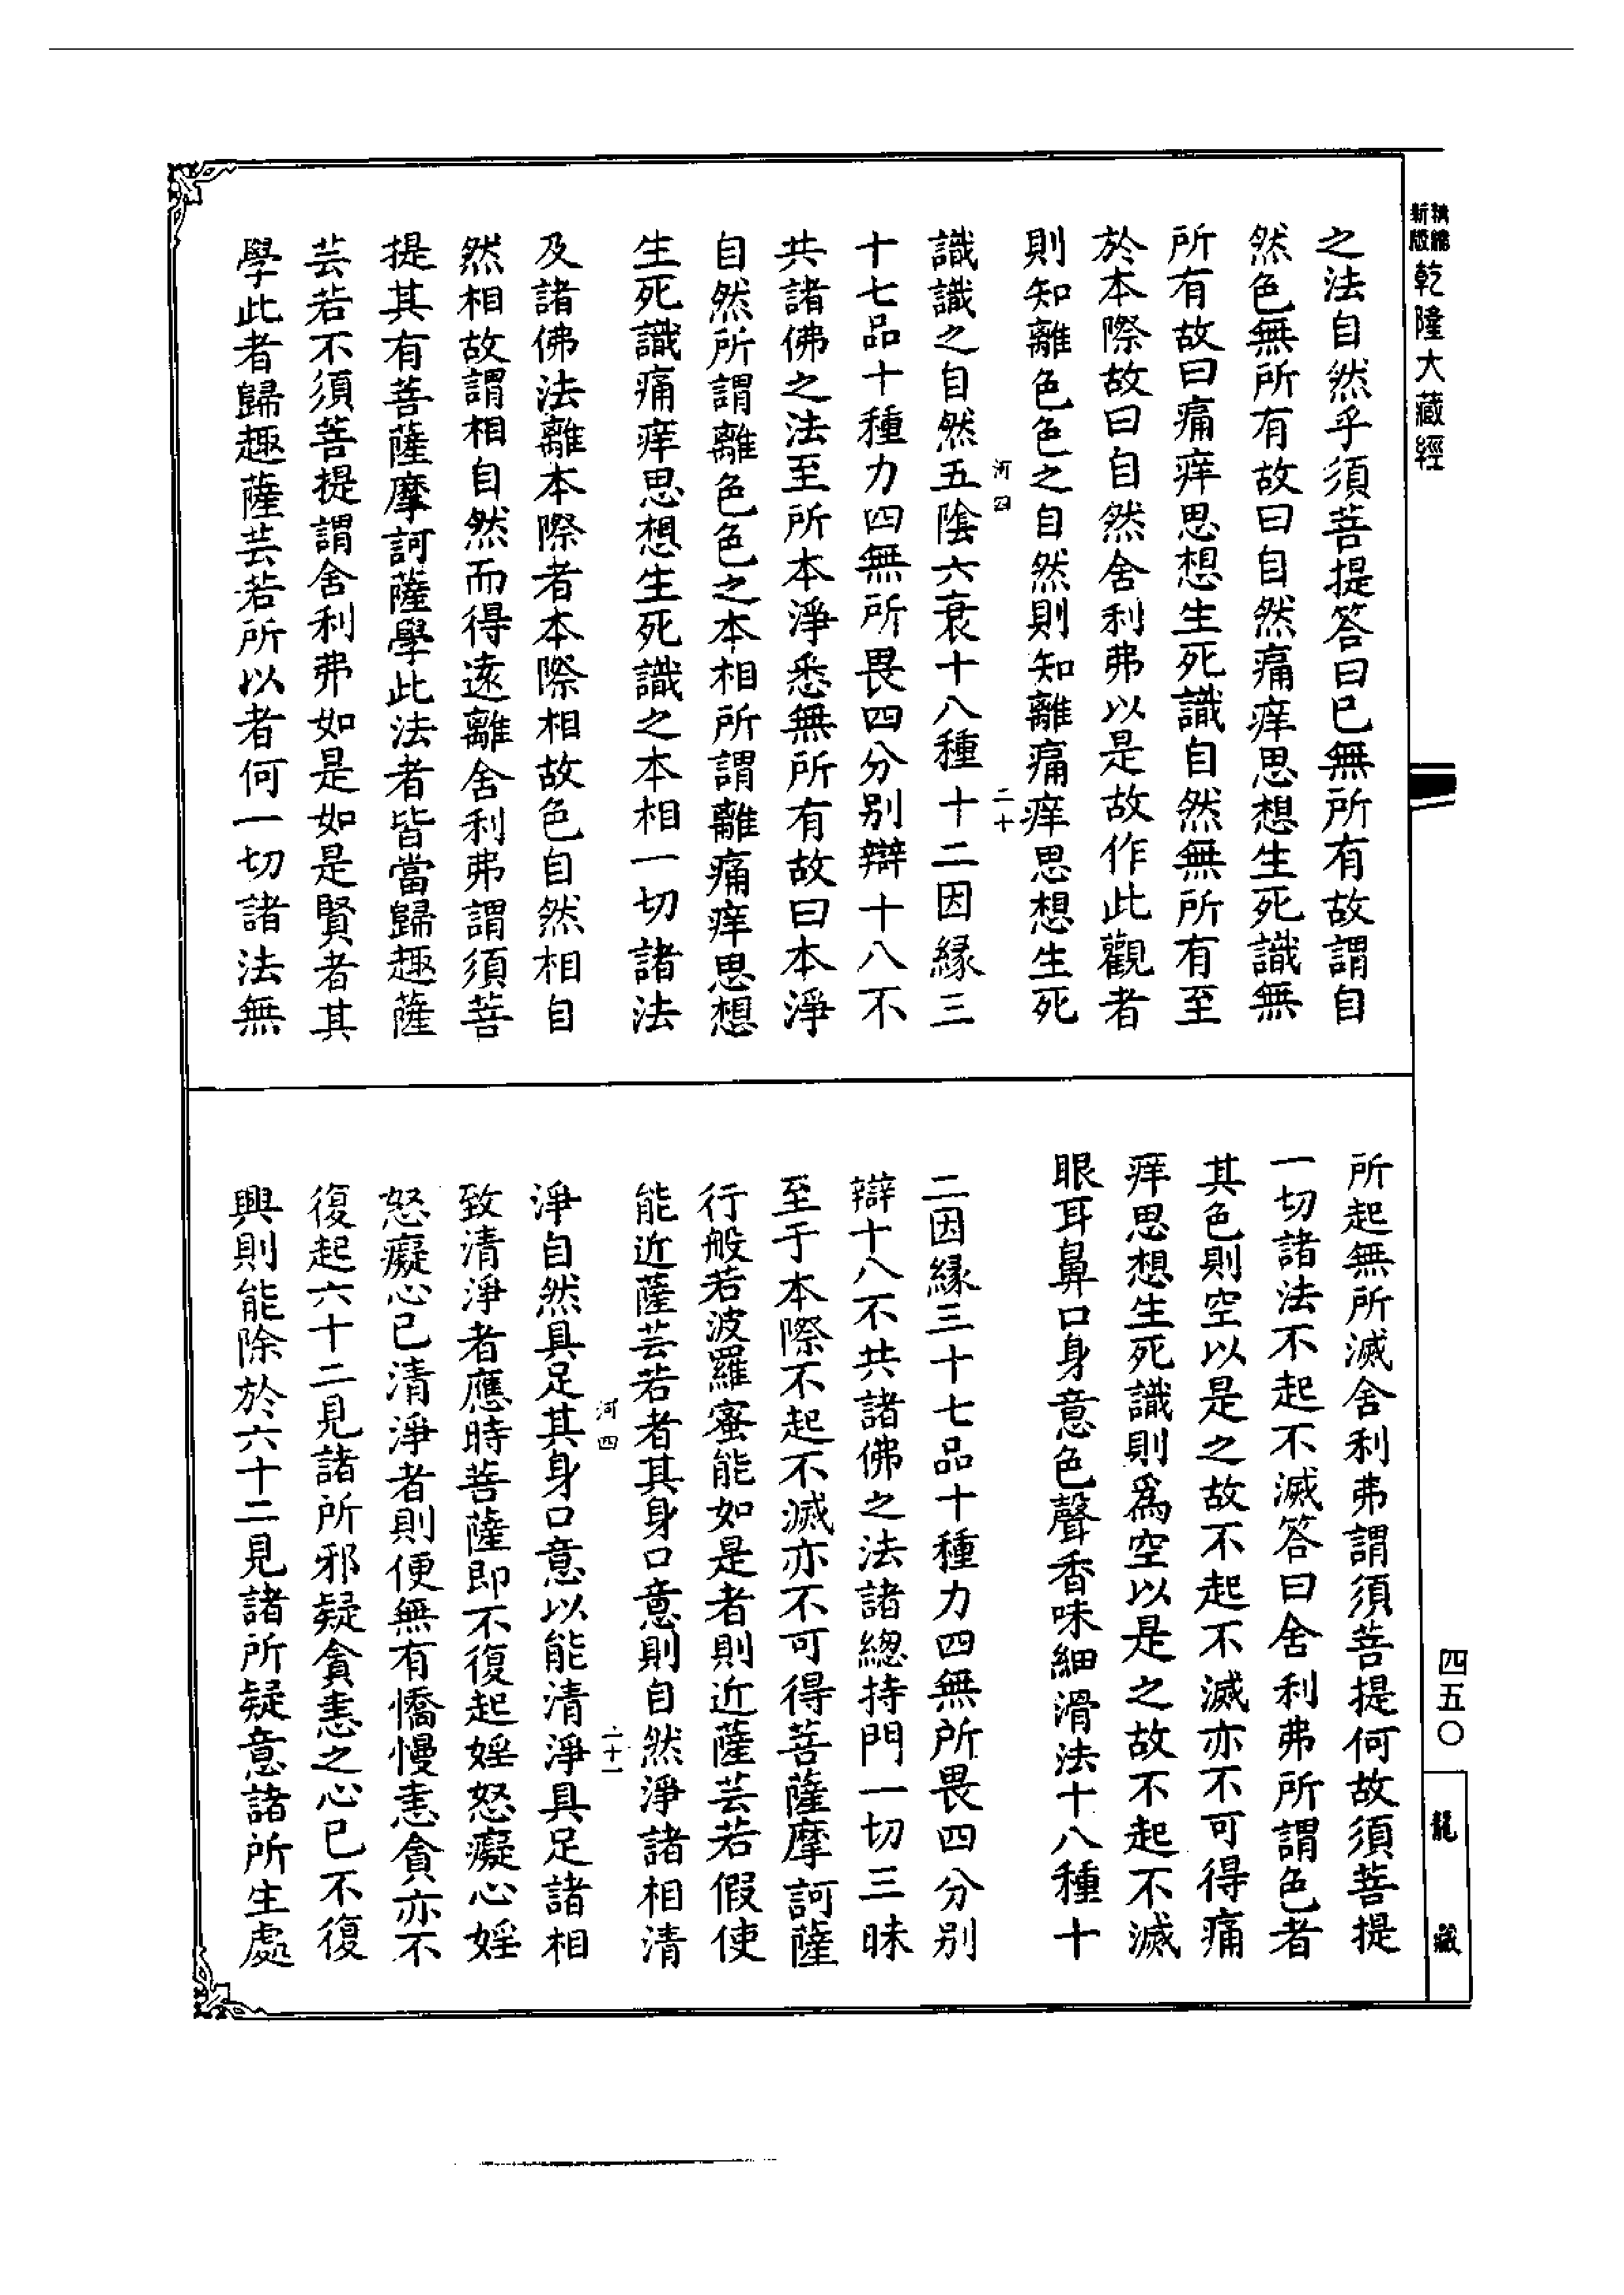 新版
精縮
乾隆大藏經
之法自然乎須菩提答曰已無所有故謂自
然色無所有故曰自然痛痒思想生死識無
所有故曰痛痒思想生死識自然無所有至
於本際故曰自然舍利弗以是故作此觀者
則知離色色之自然則知離痛痒思想生死
河四
二十
識識之自然五陰六衰十八種十二因緣三
十七品十種力四無所畏四分別辯十八不
共諸佛之法至所本淨悉無所有故曰本淨
自然所謂離色色之本相所謂離痛痒思想
生死識痛痒思想生死識之本相一切諸法
及諸佛法離本際者本際相故色自然相自
然相故謂相自然而得遠離舍利弗謂須菩
提其有菩薩摩訶薩學此法者皆當歸趣薩
芸若不須菩提謂舍利弗如是如是賢者其
學此者歸趣薩芸若所以者何一切諸法無
所起無所滅舍利弗謂須菩提何故須菩提
一切諸法不起不滅答曰舍利弗所謂色者
其色則空以是之故不起不滅亦不可得痛
痒思想生死識則為空以是之故不起不滅
眼耳鼻口身意色聲香味細滑法十八種十
二因緣三十七品十種力四無所畏四分別
辯十八不共諸佛之法諸總持門一切三昧
至于本際不起不滅亦不可得菩薩摩訶薩
行般若波羅蜜能如是者則近薩芸若假使
能近薩芸若者其身口意則自然淨諸相清
河四
二十一
淨自然具足其身口意以能清淨具足諸相
致清淨者應時菩薩即不復起婬怒癡心婬
怒癡心已清淨者則便無有憍慢恚貪亦不
復起六十二見諸所邪疑貪恚之心已不復
興則能除於六十二見諸所疑意諸所生處
四五〇
龍藏